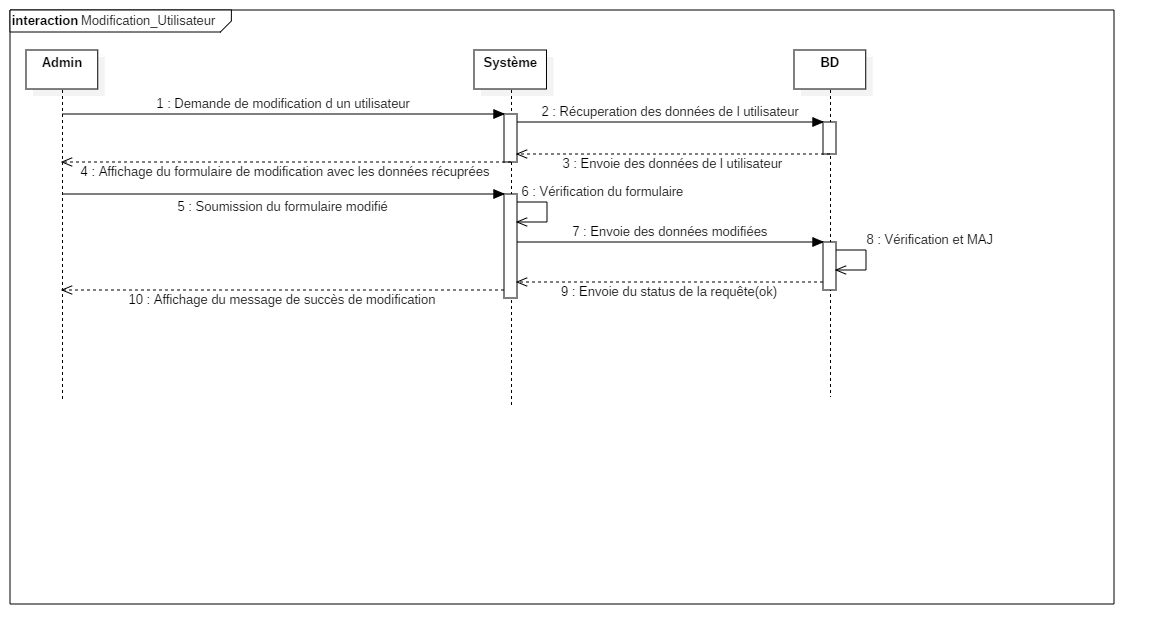 interaction Modification_Utilisateur
Admin
Système
BD
1 : Demande de modification d un utilisateur
2 : Récuperation des données de l utilisateur
3 : Envoie des données de l utilisateur
4 : Affichage du formulaire de modification avec les données récuprées
5 : Soumission du formulaire modifié
6 : Vérification du formulaire
7 : Envoie des données modifiées
8 : Vérification et MAJ
9 : Envoie du status de la requête(ok)
10 : Affichage du message de succès de modification